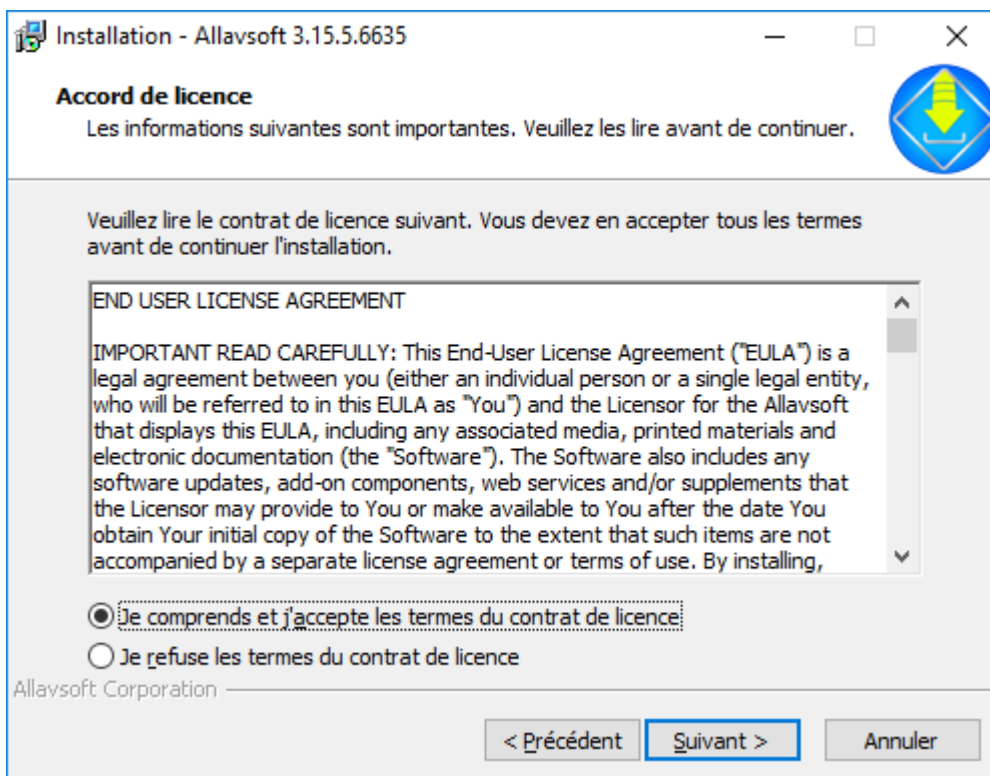 Installation - Allavsoft 3.15.5.6635
Accord de licence
Les informations suivantes sont importantes. Veuillez les lire avant de continuer.
Veuillez lire le contrat de licence suivant. Vous devez en accepter tous les termes
avant de continuer l'installation.
END USER LICENSE AGREEMENT
IMPORTANT READ CAREFULLY: This End-User License Agreement ("EULA") is a
legal agreement between you (either an individual person or a single legal entity,
who will be referred to in this EULA as "You") and the Licensor for the Allavsoft
that displays this EULA, including any associated media, printed materials and
electronic documentation (the "Software"). The Software also includes any
software updates, add-on components, web services and/or supplements that
the Licensor may provide to You or make available to You after the date You
obtain Your initial copy of the Software to the extent that such items are not
accompanied by a separate license agreement or terms of use. By installing,
Je comprends et j'accepte les termes du contrat de licence
Je refuse les termes du contrat de licence
Allavsoft Corporation
< Précédent
Suivant >
Annuler